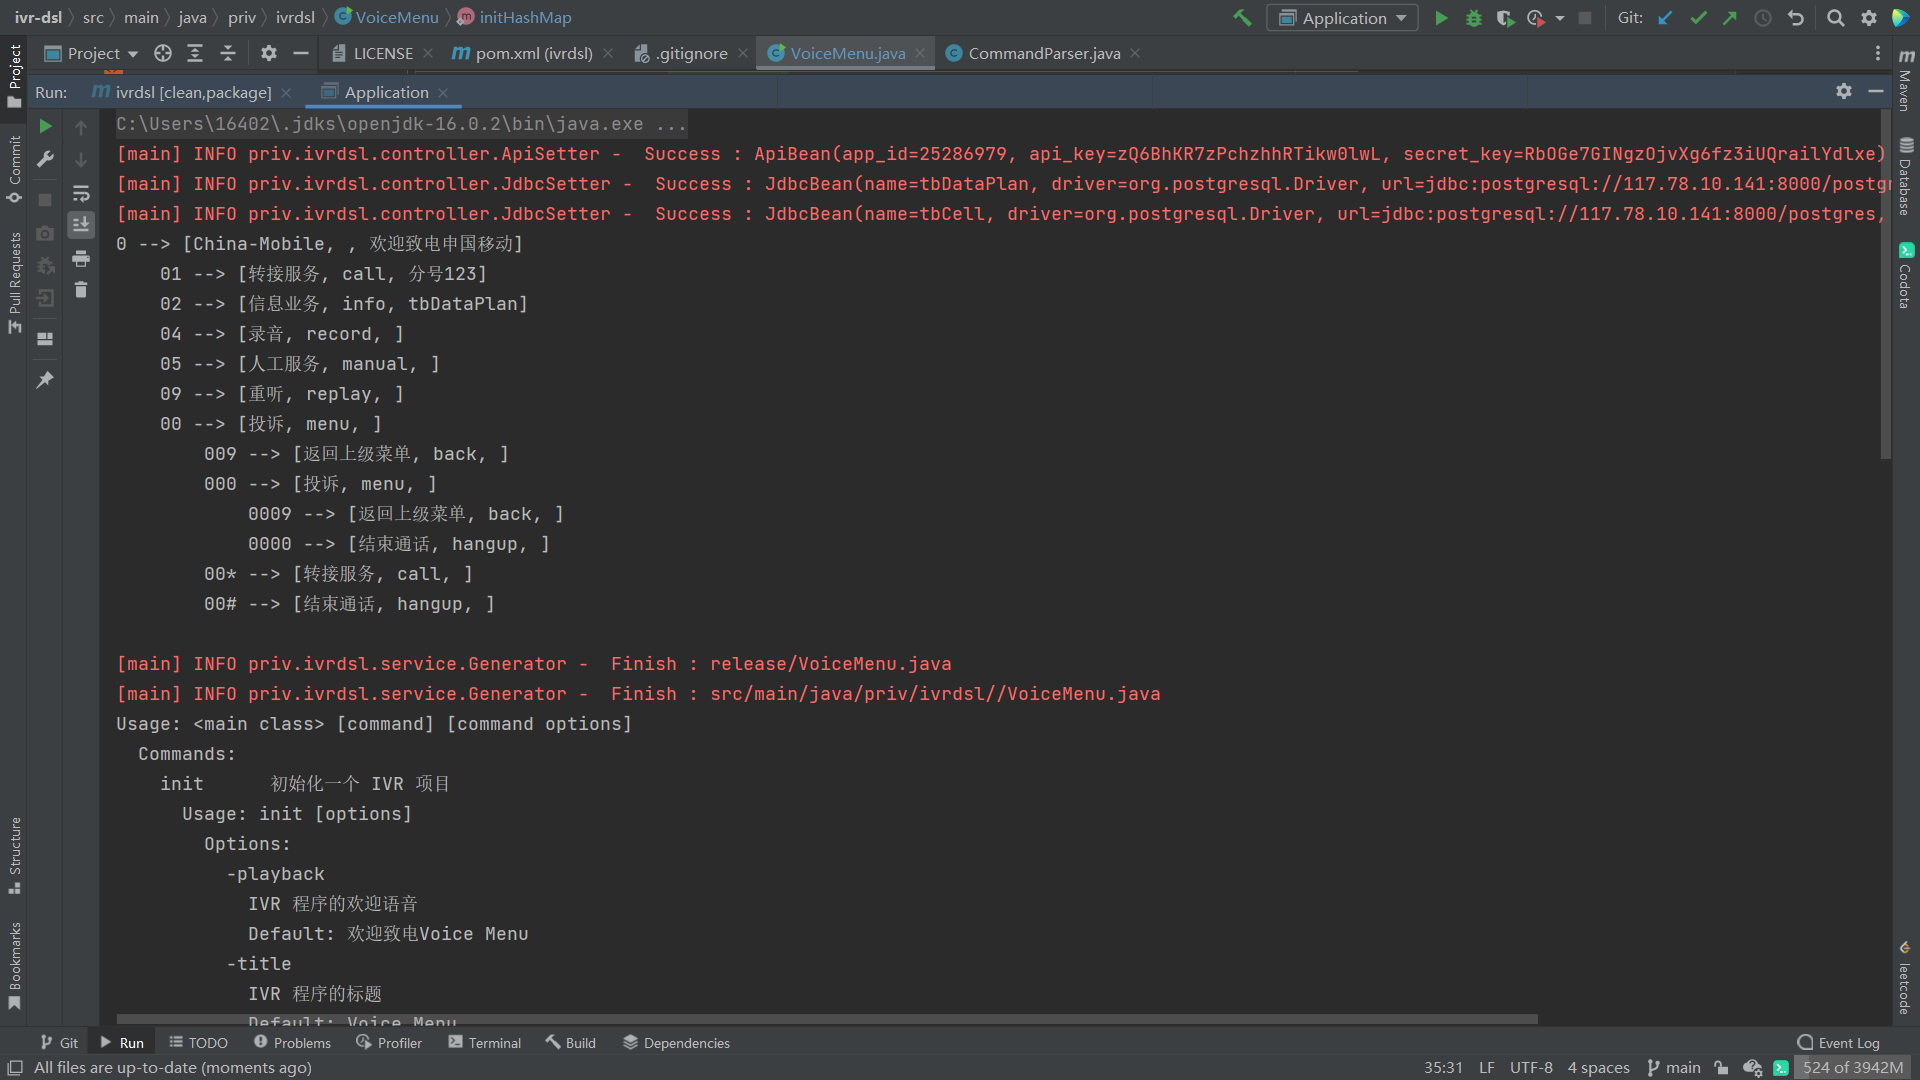 ivr-dsl src main java priv ivrdsl VoiceMenu initHashMap Application Git:
Project LICENSE pom.xml (ivrdsl) .gitignore VoiceMenu.java CommandParser.java
Run: ivrdsl [clean,package] Application
C:\Users\16402\.jdks\openjdk-16.0.2\bin\java.exe ...
[main] INFO priv.ivrdsl.controller.ApiSetter - Success : ApiBean(app_id=25286979, api_key=zQ6BhKR7zPchzhhRTikw0lwL, secret_key=RbOGe7GINgzOjvXg6fz3iUQrailYdlxe)
[main] INFO priv.ivrdsl.controller.JdbcSetter - Success : JdbcBean(name=tbDataPlan, driver=org.postgresql.Driver, url=jdbc:postgresql://117.78.10.141:8000/postgr
[main] INFO priv.ivrdsl.controller.JdbcSetter - Success : JdbcBean(name=tbCell, driver=org.postgresql.Driver, url=jdbc:postgresql://117.78.10.141:8000/postgres,
0 --> [China-Mobile, , 欢迎致电中国移动]
01 --> [转接服务, call, 分号123]
02 --> [信息业务, info, tbDataPlan]
04 --> [录音, record, ]
05 --> [人工服务, manual, ]
09 --> [重听, replay, ]
00 --> [投诉, menu, ]
009 --> [返回上级菜单, back, ]
000 --> [投诉, menu, ]
0009 --> [返回上级菜单, back, ]
0000 --> [结束通话, hangup, ]
00* --> [转接服务, call, ]
00# --> [结束通话, hangup, ]
[main] INFO priv.ivrdsl.service.Generator - Finish : release/VoiceMenu.java
[main] INFO priv.ivrdsl.service.Generator - Finish : src/main/java/priv/ivrdsl//VoiceMenu.java
Usage: <main class> [command] [command options]
Commands:
init 初始化一个 IVR 项目
Usage: init [options]
Options:
-playback
IVR 程序的欢迎语音
Default: 欢迎致电Voice Menu
-title
IVR 程序的标题
Default: Voice Menu
Project
Commit
Pull Requests
Structure
Bookmarks
Maven
Database
Codota
leetcode
Git Run TODO Problems Profiler Terminal Build Dependencies Event Log
All files are up-to-date (moments ago) 35:31 LF UTF-8 4 spaces main 524 of 3942M